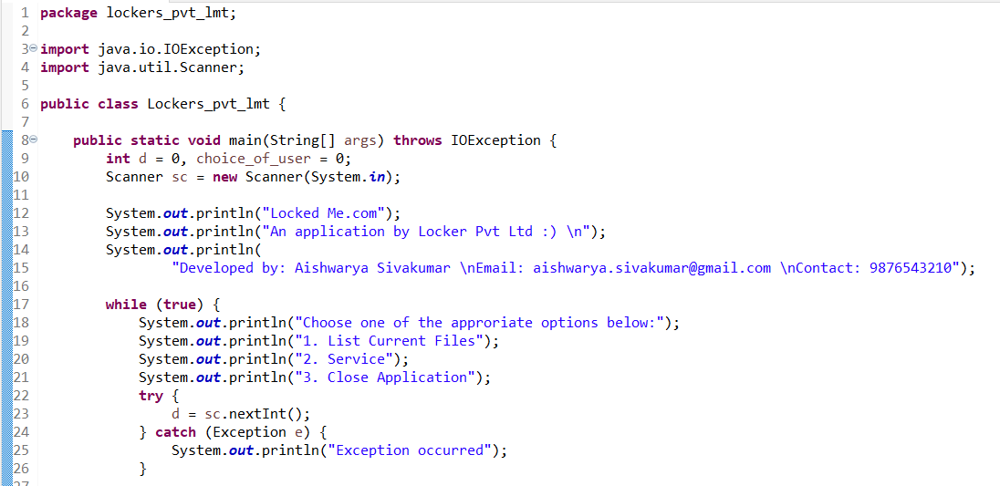 1 package lockers_pvt_lmt;
2
3 import java.io.IOException;
4 import java.util.Scanner;
5
6 public class Lockers_pvt_lmt {
7
8 public static void main(String[] args) throws IOException {
9 int d = 0, choice_of_user = 0;
10 Scanner sc = new Scanner(System.in);
11
12 System.out.println("Locked Me.com");
13 System.out.println("An application by Locker Pvt Ltd :) \n");
14 System.out.println(
15 "Developed by: Aishwarya Sivakumar \nEmail: aishwarya.sivakumar@gmail.com \nContact: 9876543210");
16
17 while (true) {
18 System.out.println("Choose one of the approriate options below:");
19 System.out.println("1. List Current Files");
20 System.out.println("2. Service");
21 System.out.println("3. Close Application");
22 try {
23 d = sc.nextInt();
24 } catch (Exception e) {
25 System.out.println("Exception occurred");
26 }
27